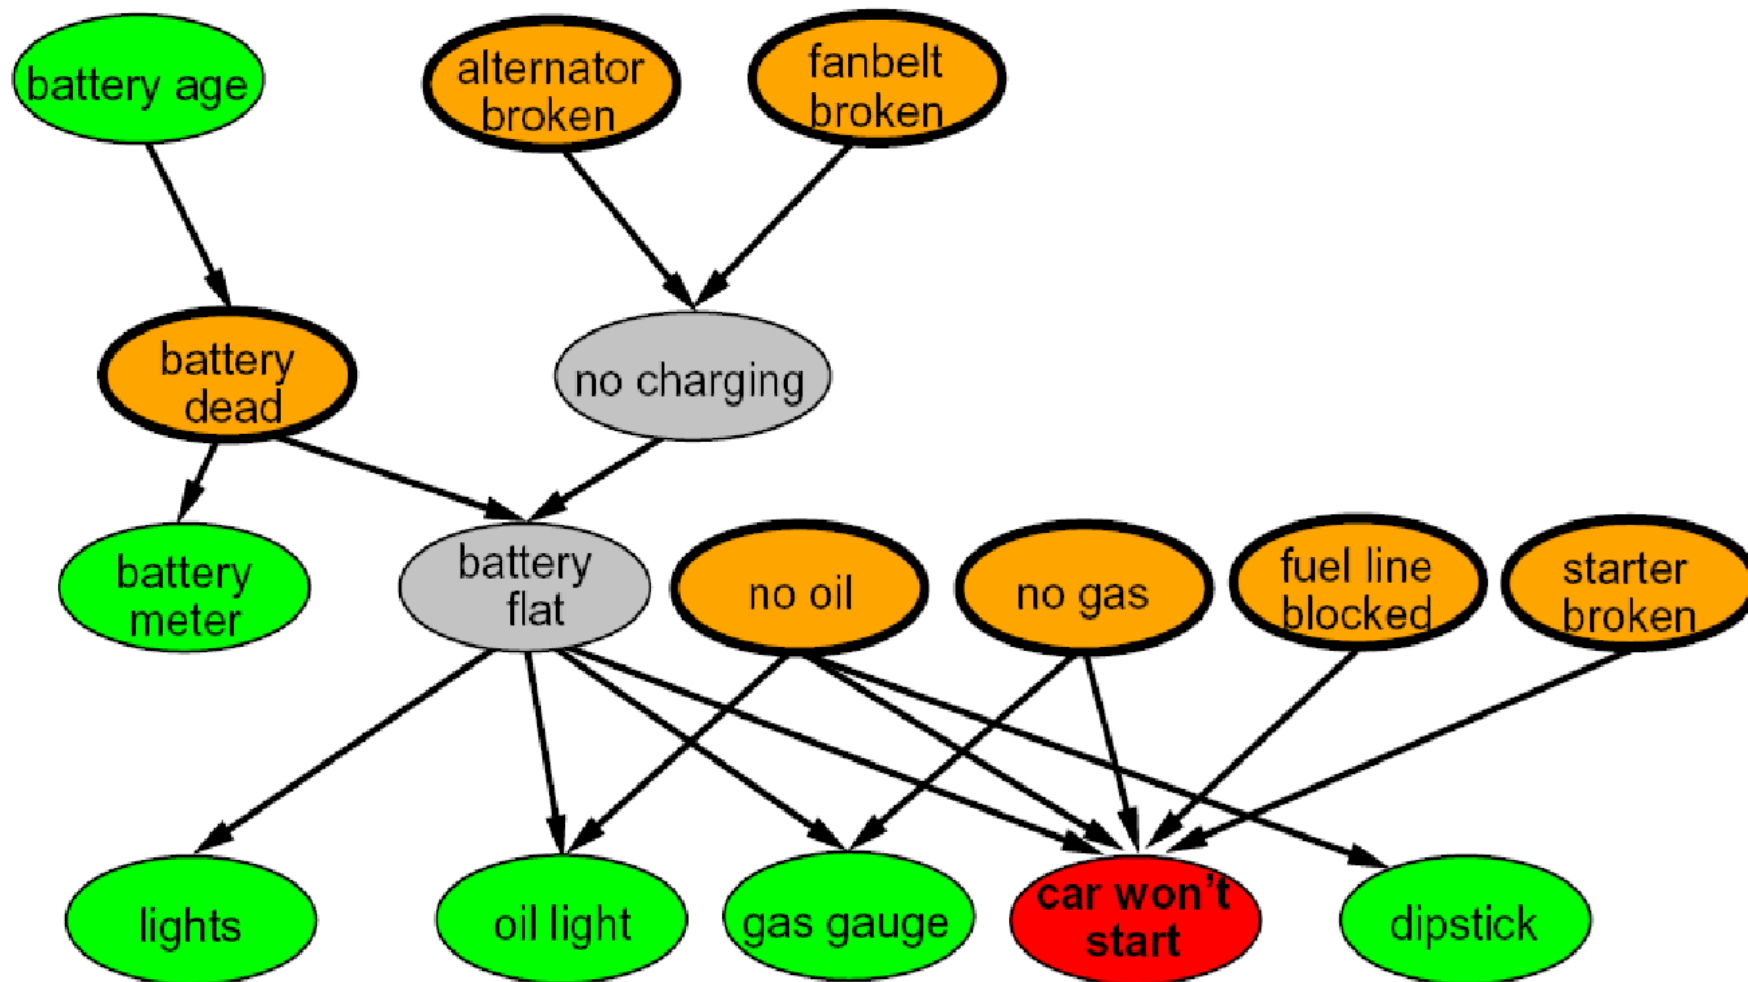 battery age
alternator
broken
fanbelt
broken
battery
dead
no charging
battery
meter
battery
flat
no oil
no gas
fuel line
blocked
starter
broken
lights
oil light
gas gauge
car won't
start
dipstick